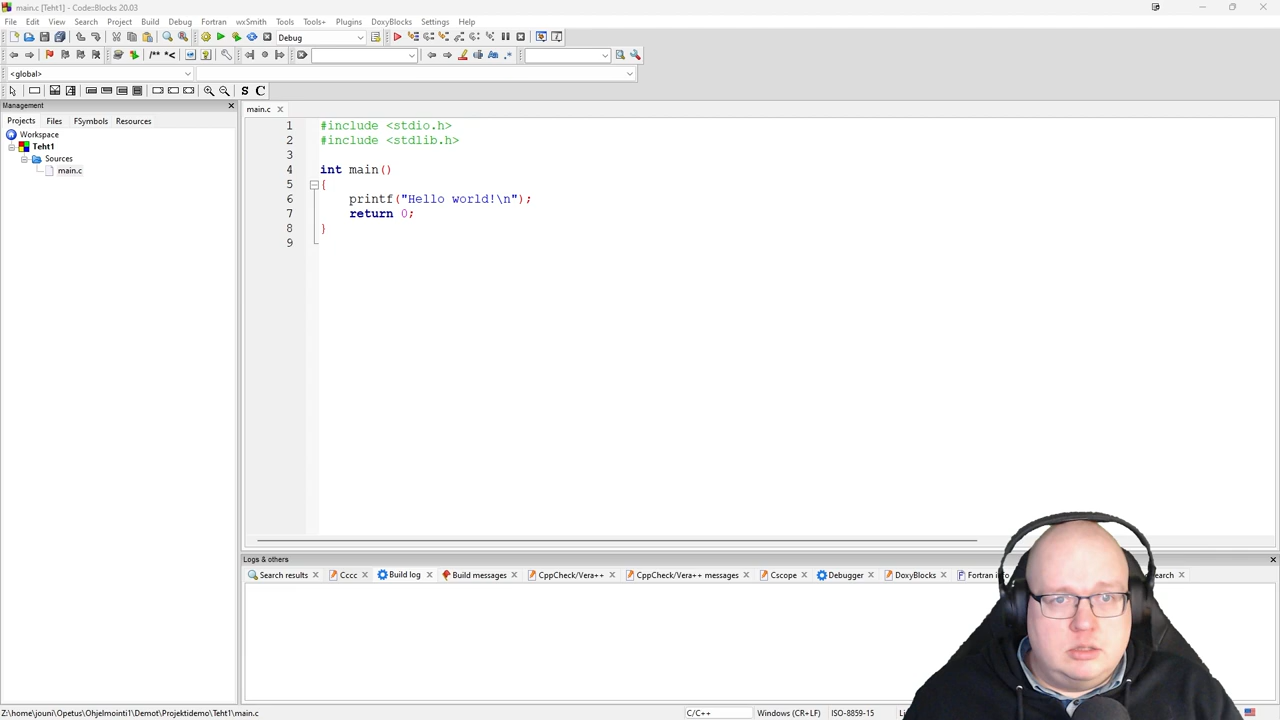 main.c [Teht1] - Code::Blocks 20.03
File Edit View Search Project Build Debug Fortran wxSmith Tools Tools+ Plugins DoxyBlocks Settings Help
Debug
/** *<
<global>
S C
Management
Projects Files FSymbols Resources
Workspace
Teht1
Sources
main.c
main.c
1 #include <stdio.h>
2 #include <stdlib.h>
3
4 int main()
5 {
6 printf("Hello world!\n");
7 return 0;
8 }
9
Logs & others
Search results Cccc Build log Build messages CppCheck/Vera++ CppCheck/Vera++ messages Cscope Debugger DoxyBlocks Fortran
Z:\home\jouni\Opetus\Ohjelmointi1\Demot\Projektidemo\Teht1\main.c C/C++ Windows (CR+LF) ISO-8859-15